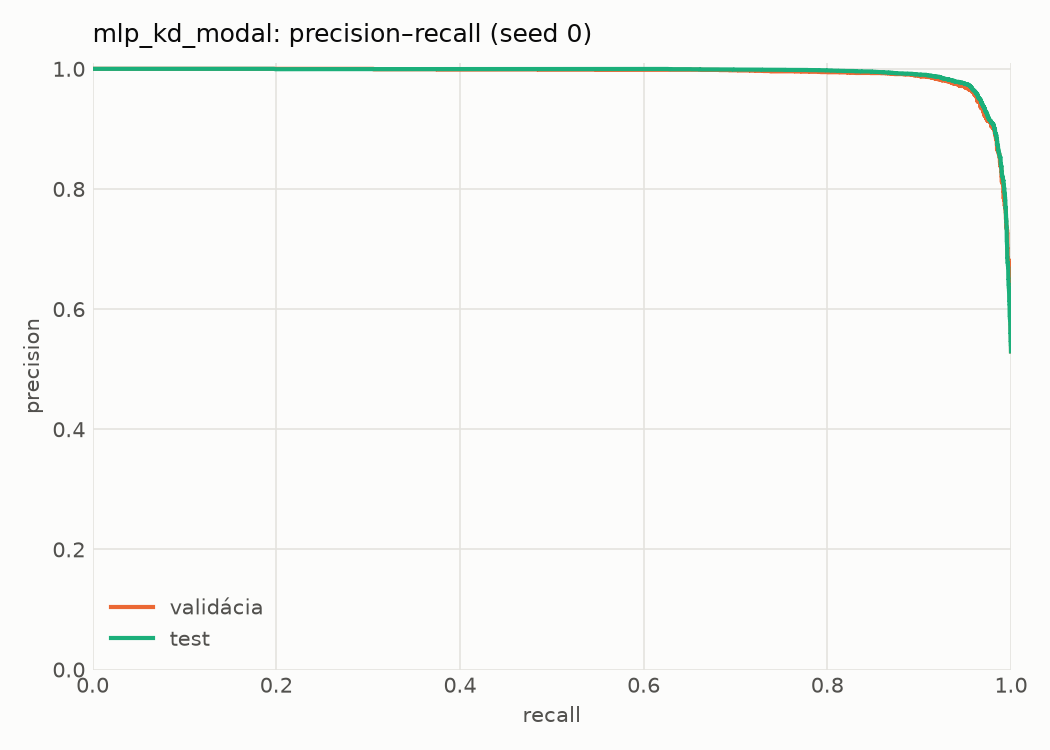 mlp_kd_modal: precision–recall (seed 0)
1.0
0.8
0.6
0.4
0.2
0.0
precision
validácia
test
0.0 0.2 0.4 0.6 0.8 1.0
recall